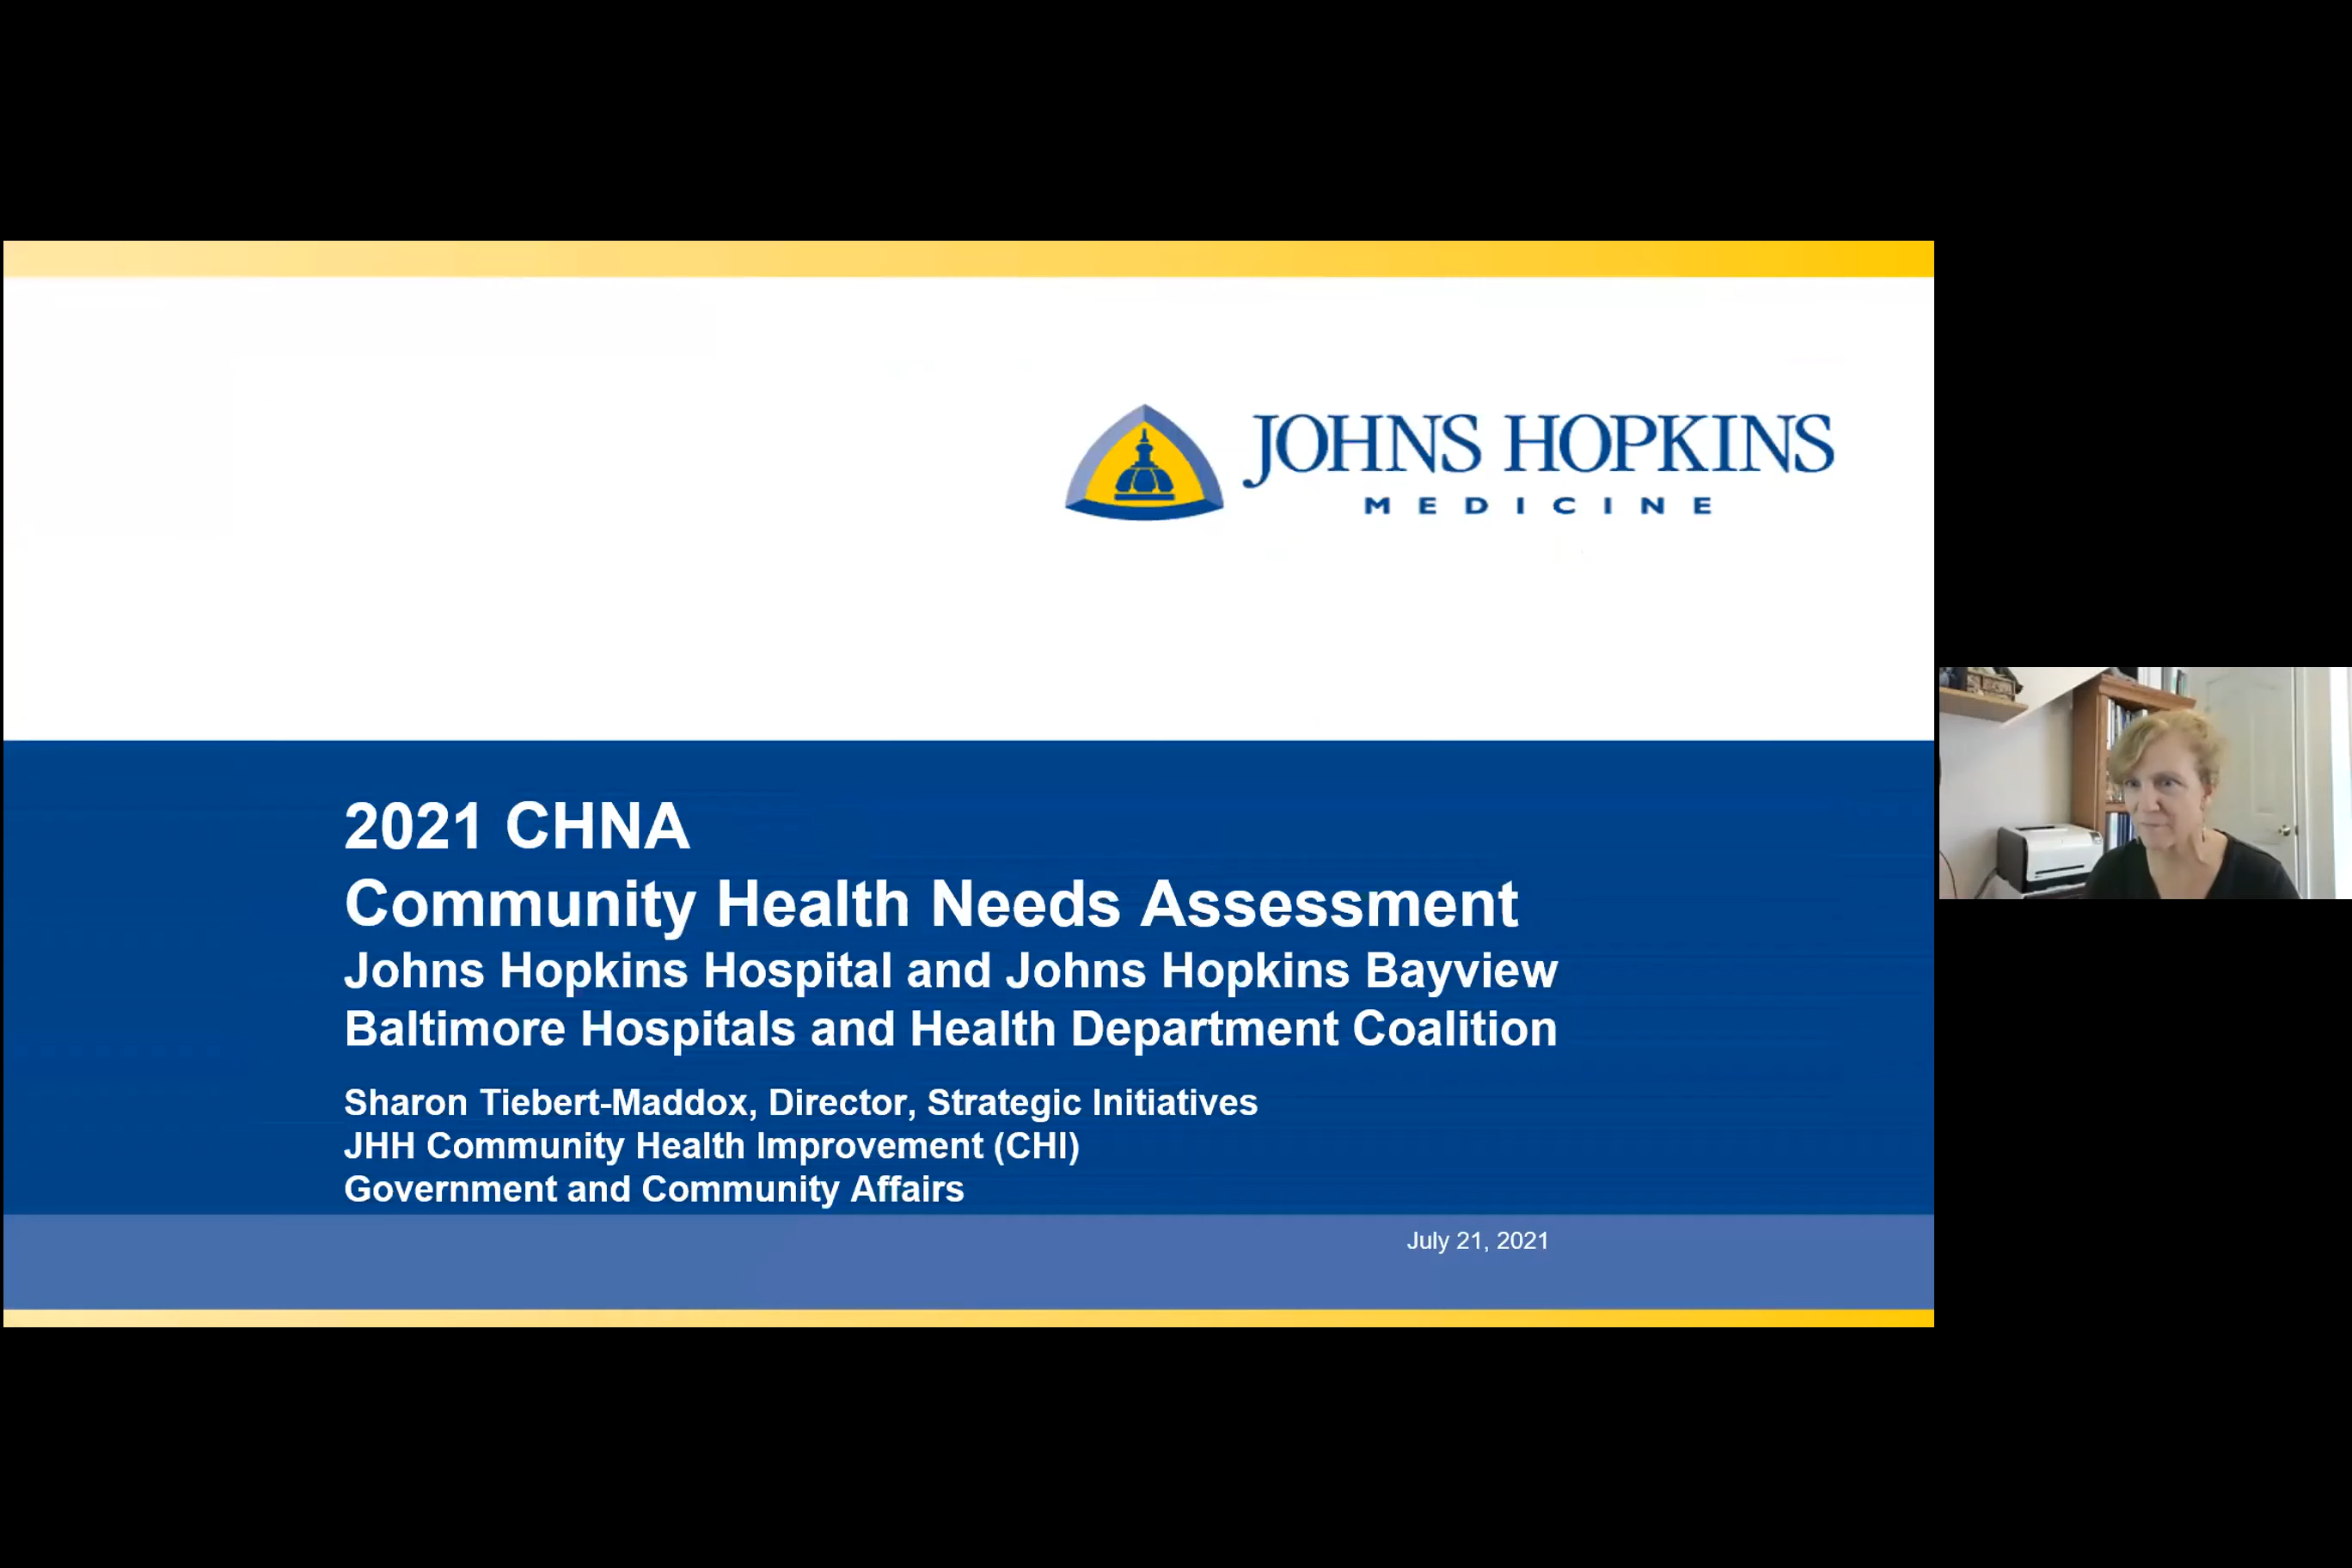 JOHNS HOPKINS
MEDICINE
2021 CHNA
Community Health Needs Assessment
Johns Hopkins Hospital and Johns Hopkins Bayview
Baltimore Hospitals and Health Department Coalition
Sharon Tiebert-Maddox, Director, Strategic Initiatives
JHH Community Health Improvement (CHI)
Government and Community Affairs
July 21, 2021